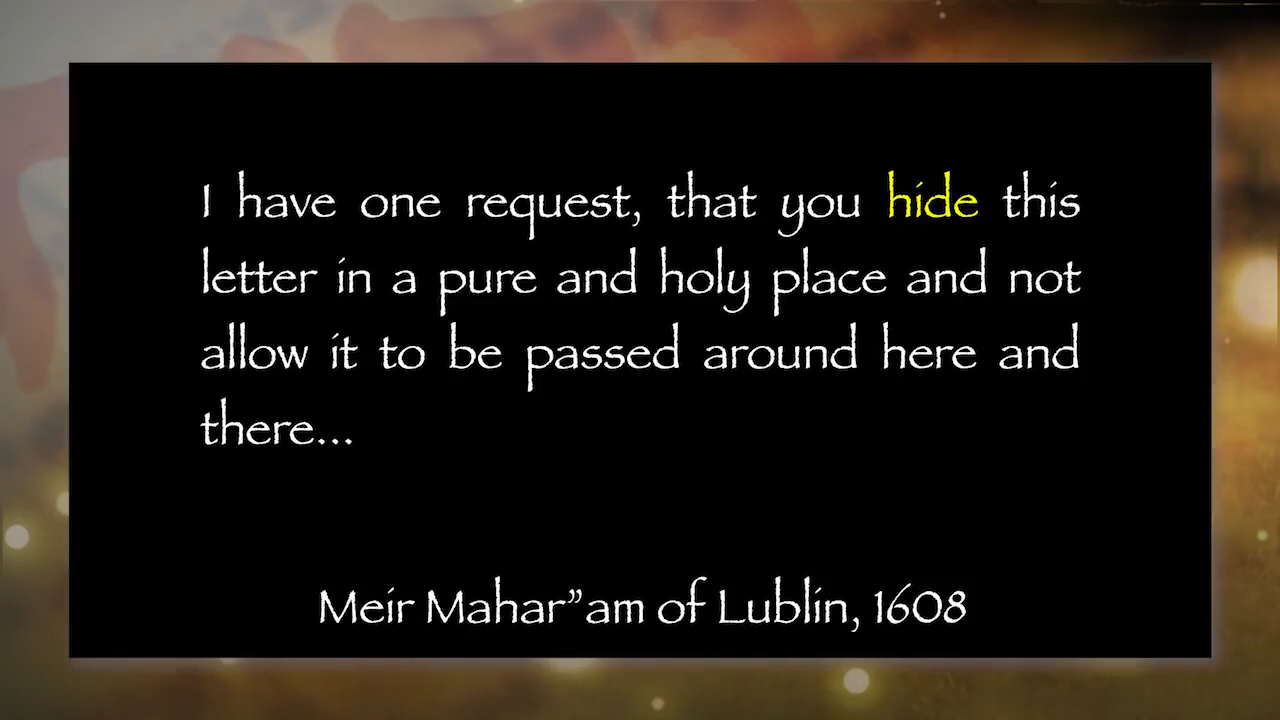 I have one request, that you hide this
letter in a pure and holy place and not
allow it to be passed around here and
there...
Meir Mahar”am of Lublin, 1608